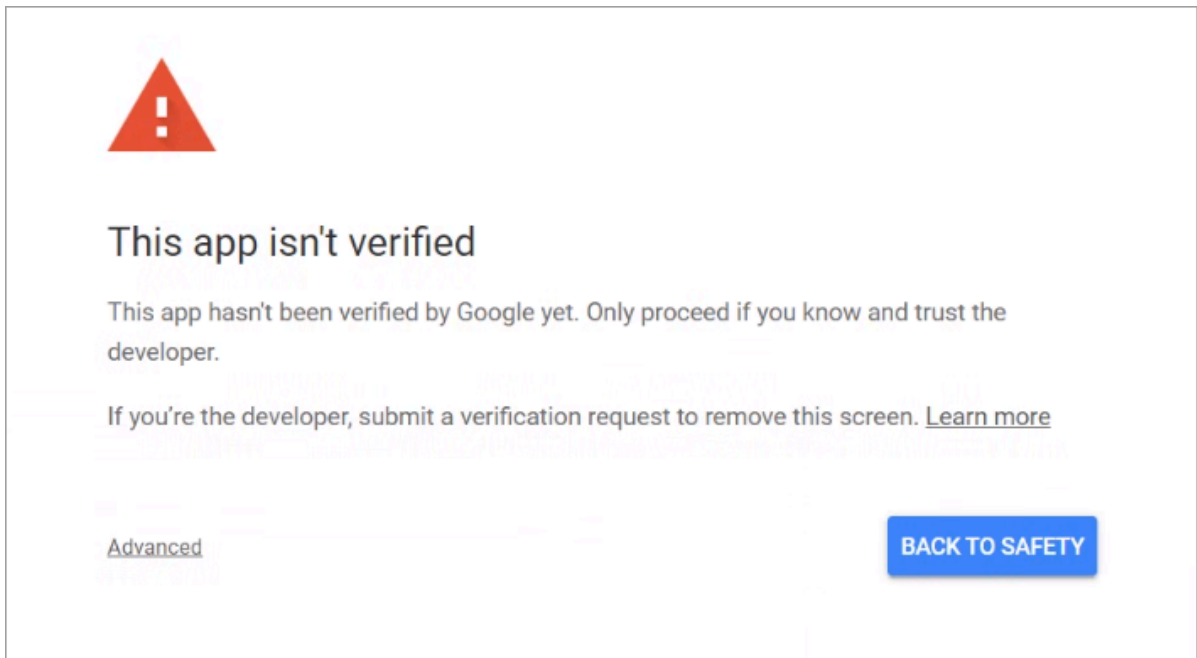 This app isn't verified
This app hasn't been verified by Google yet. Only proceed if you know and trust the
developer.
If you’re the developer, submit a verification request to remove this screen. Learn more
Advanced
BACK TO SAFETY